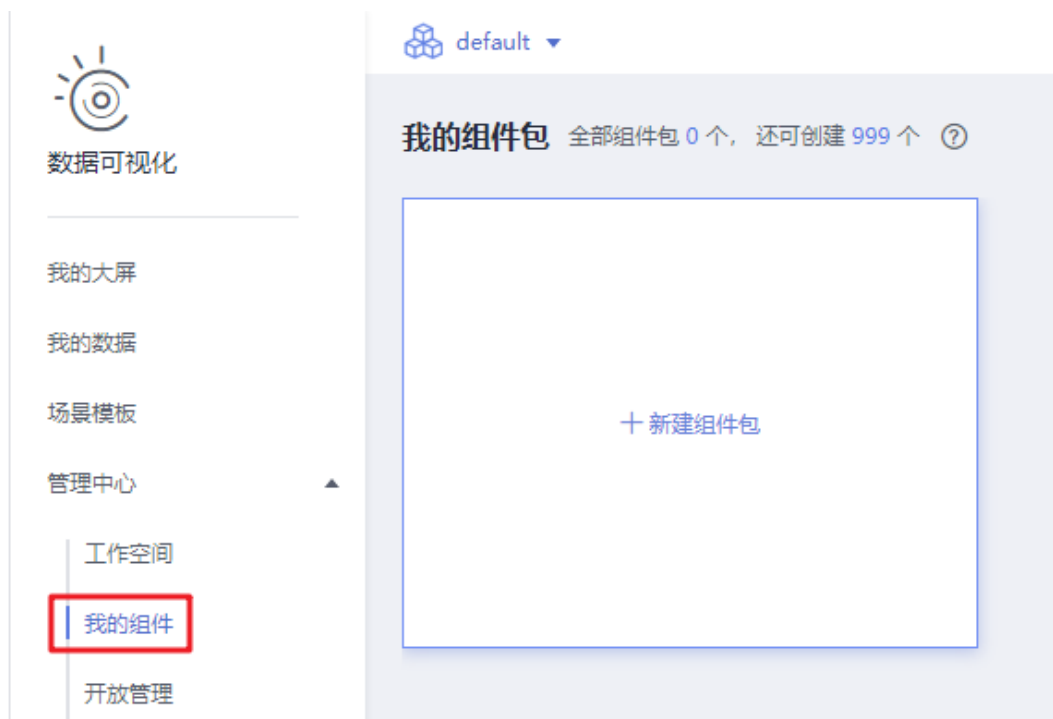 数据可视化
我的大屏
我的数据
场景模板
管理中心
工作空间
我的组件
开放管理
default
我的组件包 全部组件包 0 个, 还可创建 999 个 ?
+ 新建组件包